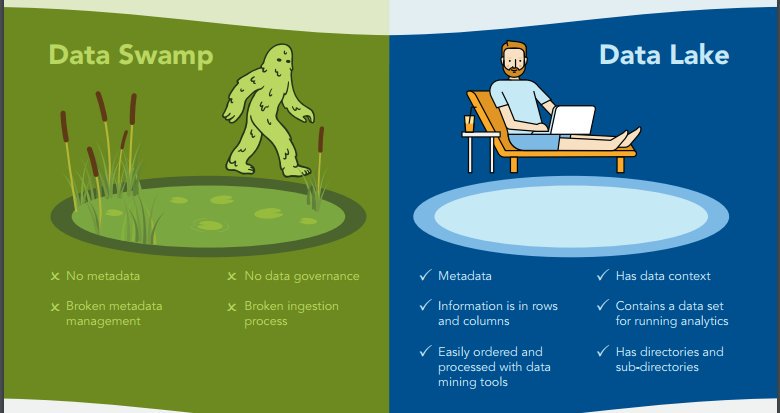 Data Swamp
No metadata
Broken metadata
management
No data governance
Broken ingestion
process
Data Lake
Metadata
Information is in rows
and columns
Easily ordered and
processed with data
mining tools
Has data context
Contains a data set
for running analytics
Has directories and
sub-directories